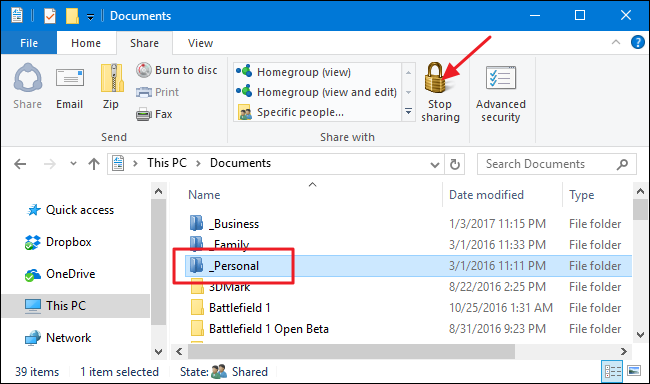 Documents
File Home Share View
Share
Email
Zip
Burn to disc
Print
Fax
Send
Homegroup (view)
Homegroup (view and edit)
Specific people...
Share with
Stop
sharing
Advanced
security
This PC > Documents
Search Documents
Quick access
Dropbox
OneDrive
This PC
Network
Name Date modified Type
_Business 1/3/2017 11:15 PM File folder
_Family 3/1/2016 11:33 PM File folder
_Personal 3/1/2016 11:11 PM File folder
3DMark 8/22/2016 2:25 PM File folder
Battlefield 1 10/25/2016 1:31 AM File folder
Battlefield 1 Open Beta 8/31/2016 9:23 PM File folder
39 items 1 item selected State: Shared